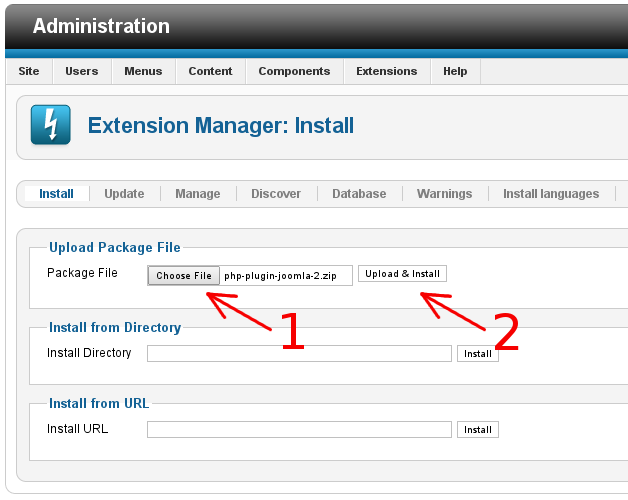 Administration
Site Users Menus Content Components Extensions Help
Extension Manager: Install
Install Update Manage Discover Database Warnings Install languages
Upload Package File
Package File Choose File php-plugin-joomla-2.zip Upload & Install
1 2
Install from Directory
Install Directory Install
Install from URL
Install URL Install